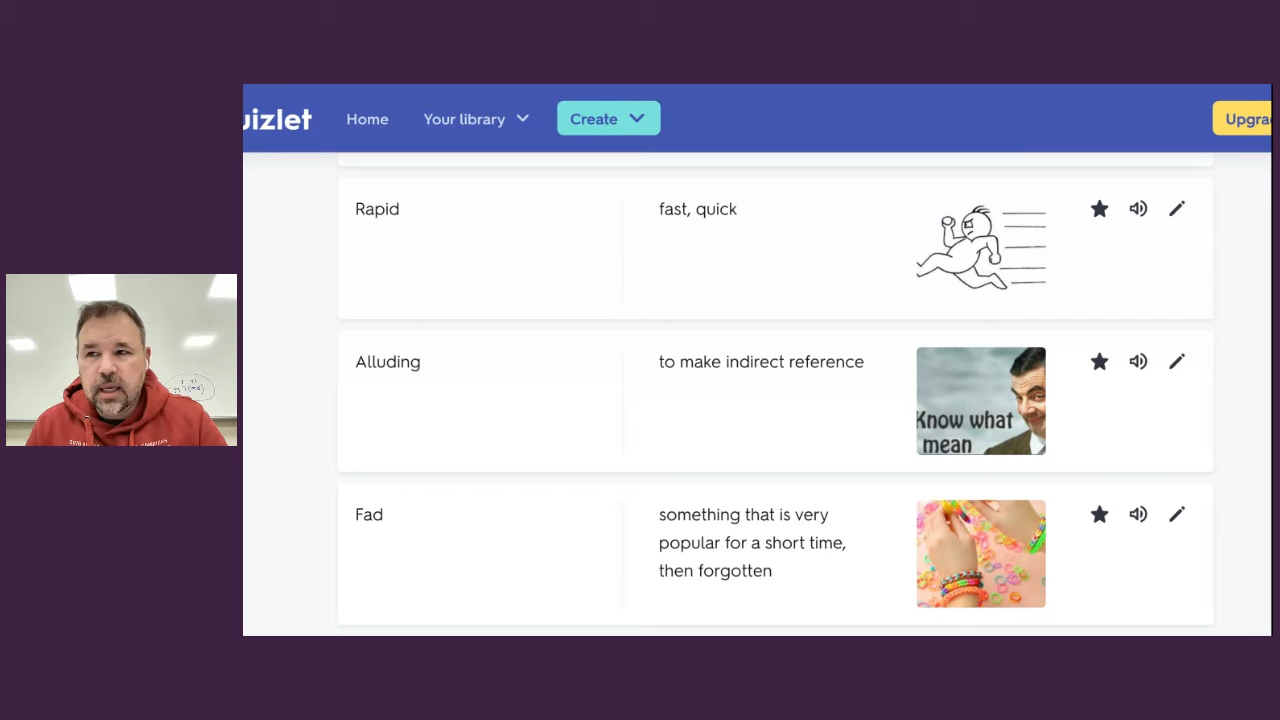 uizlet
Home
Your library
Create
Upgra
Rapid
fast, quick
Alluding
to make indirect reference
Know what
mean
Fad
something that is very
popular for a short time,
then forgotten